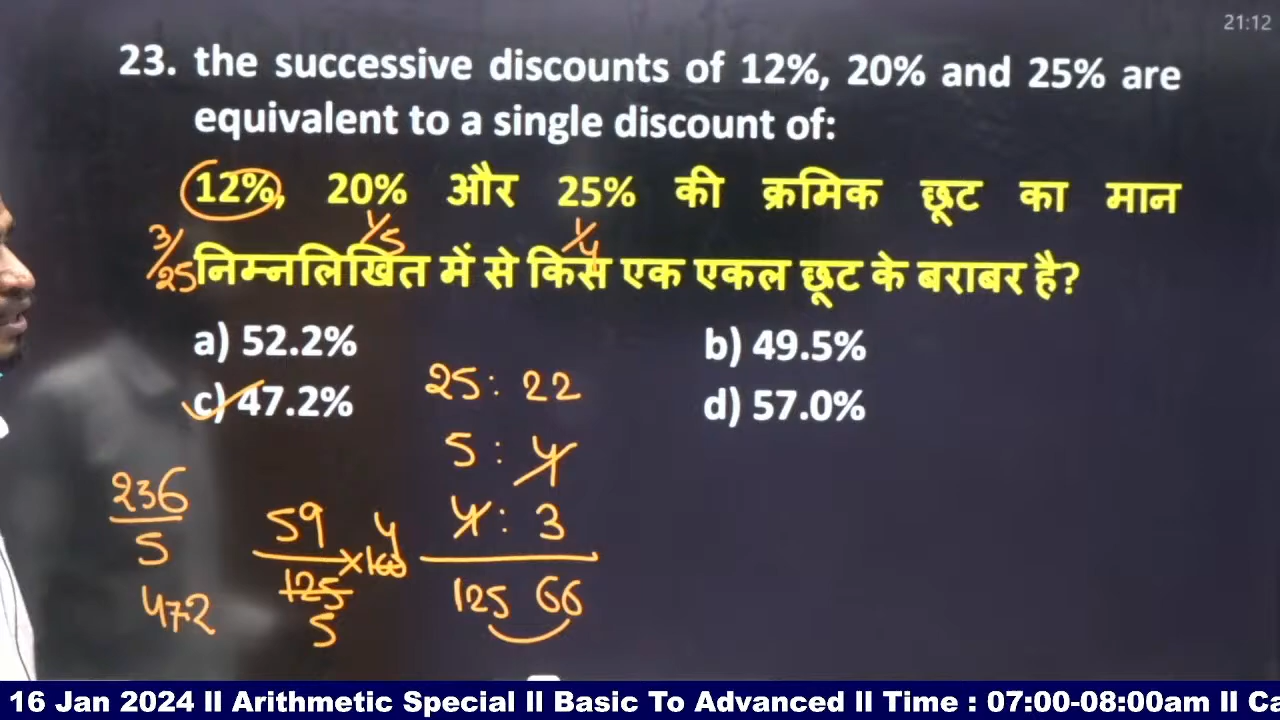 21:12
23. the successive discounts of 12%, 20% and 25% are
equivalent to a single discount of:
12%, 20% और 25% की क्रमिक छूट का मान
1/5 1/4
3/25
निम्नलिखित में से किस एक एकल छूट के बराबर है?
a) 52.2% b) 49.5%
c) 47.2% d) 57.0%
25 : 22
5 : 4
4 : 3
125 66
59/125 × 100 4
5
236/5
472
16 Jan 2024 II Arithmetic Special II Basic To Advanced II Time : 07:00-08:00am II Ca